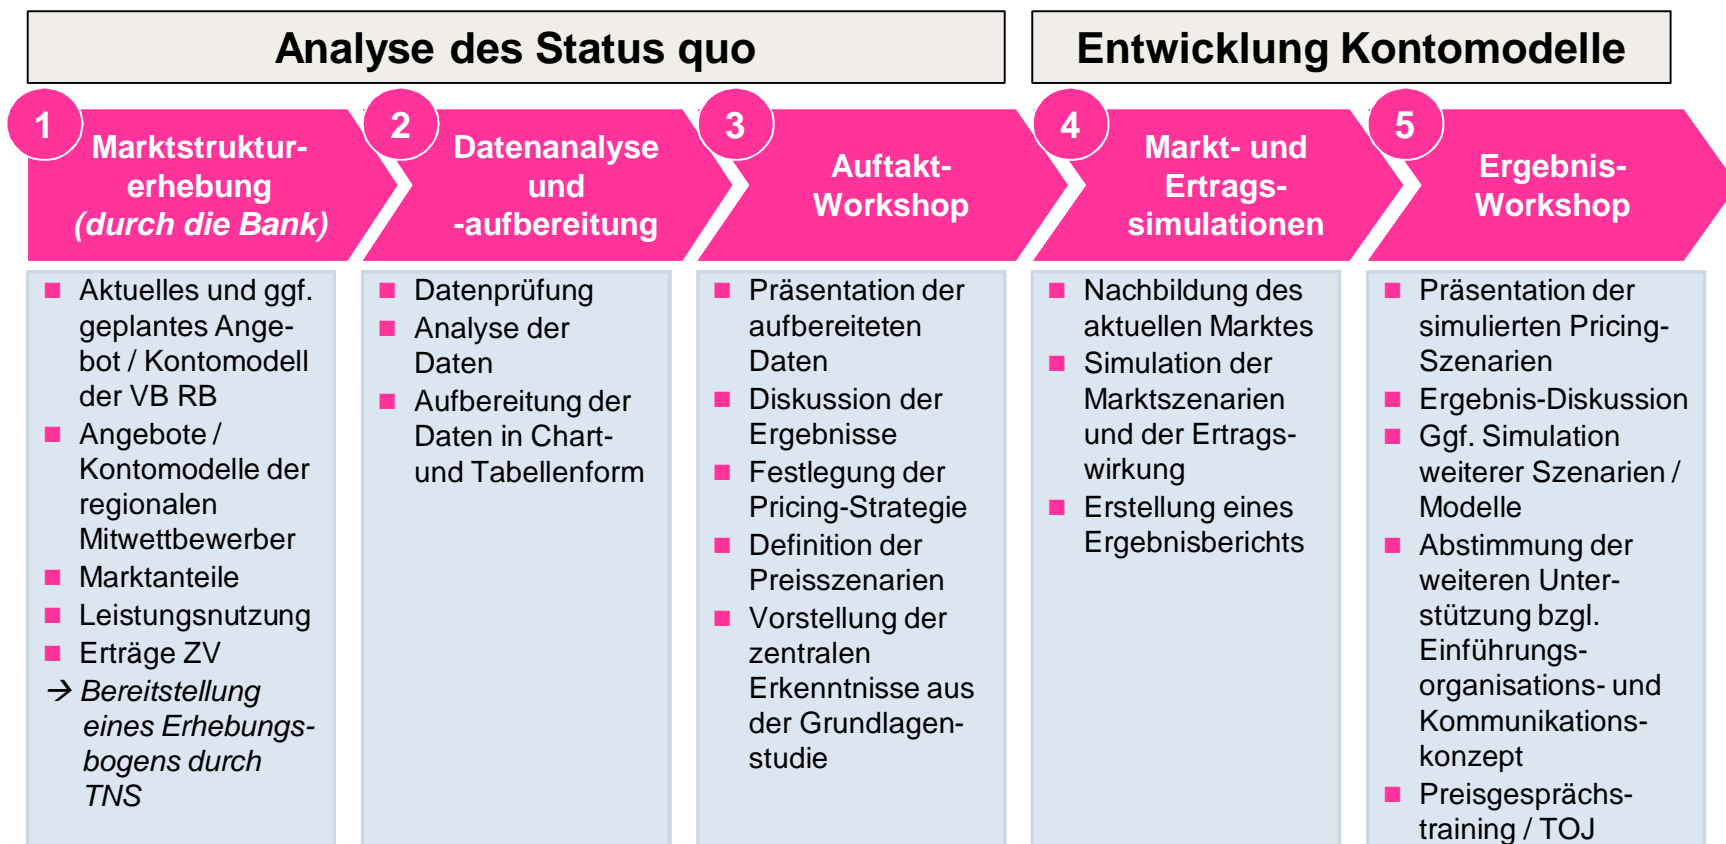 Analyse des Status quo
Entwicklung Kontomodelle
1
Marktstruktur-
erhebung
(durch die Bank)
2
Datenanalyse
und
-aufbereitung
3
Auftakt-
Workshop
4
Markt- und
Ertrags-
simulationen
5
Ergebnis-
Workshop
Aktuelles und ggf.
geplantes Ange-
bot / Kontomodell
der VB RB
Angebote /
Kontomodelle der
regionalen
Mitwettbewerber
Marktanteile
Leistungsnutzung
Erträge ZV
→ Bereitstellung
eines Erhebungs-
bogens durch
TNS
Datenprüfung
Analyse der
Daten
Aufbereitung der
Daten in Chart-
und Tabellenform
Präsentation der
aufbereiteten
Daten
Diskussion der
Ergebnisse
Festlegung der
Pricing-Strategie
Definition der
Preisszenarien
Vorstellung der
zentralen
Erkenntnisse aus
der Grundlagen-
studie
Nachbildung des
aktuellen Marktes
Simulation der
Marktszenarien
und der Ertrags-
wirkung
Erstellung eines
Ergebnisberichts
Präsentation der
simulierten Pricing-
Szenarien
Ergebnis-Diskussion
Ggf. Simulation
weiterer Szenarien /
Modelle
Abstimmung der
weiteren Unter-
stützung bzgl.
Einführungs-
organisations- und
Kommunikations-
konzept
Preisgesprächs-
training / TOJ